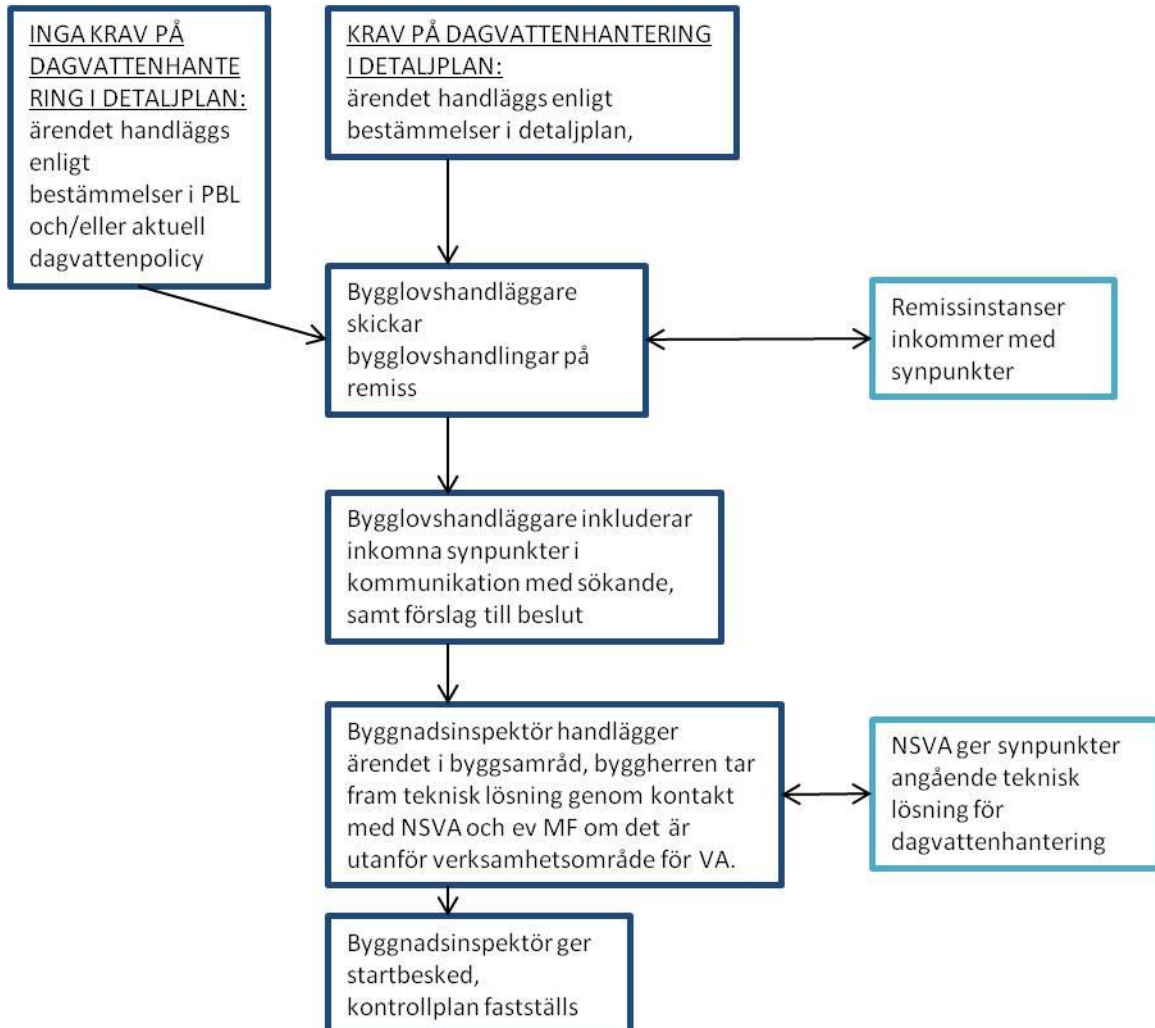 INGA KRAV PÅ
DAGVATTENHANTE
RING I DETALJPLAN:
ärendet handläggs
enligt
bestämmelser i PBL
och/eller aktuell
dagvattenpolicy
KRAV PÅ DAGVATTENHANTERING
I DETALJPLAN:
ärendet handläggs enligt
bestämmelser i detaljplan,
Bygglovshandläggare
skickar
bygglovshandlingar på
remiss
Remissinstanser
inkommer med
synpunkter
Bygglovshandläggare inkluderar
inkomna synpunkter i
kommunikation med sökande,
samt förslag till beslut
Byggnadsinspektör handlägger
ärendet i byggsamråd, byggherren tar
fram teknisk lösning genom kontakt
med NSVA och ev MF om det är
utanför verksamhetsområde för VA.
NSVA ger synpunkter
angående teknisk
lösning för
dagvattenhantering
Byggnadsinspektör ger
startbesked,
kontrollplan fastställs